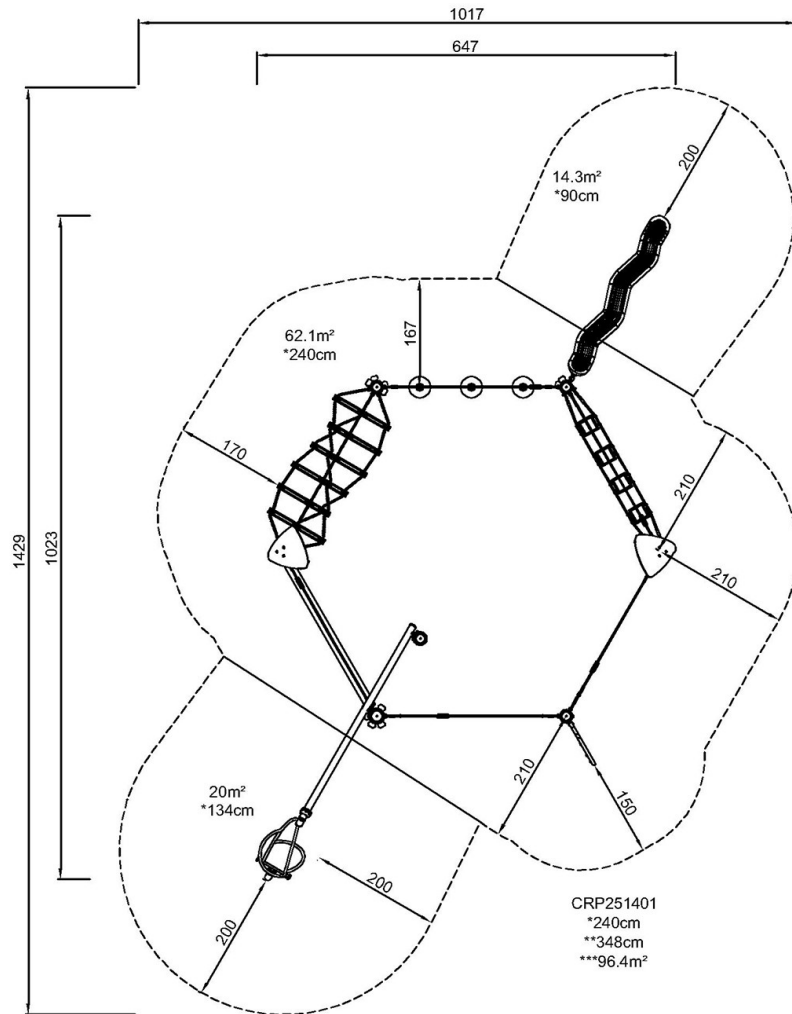 1017
647
200
14.3m²
*90cm
167
62.1m²
*240cm
170
210
210
1429
1023
20m²
*134cm
210
150
200
200
CRP251401
*240cm
**348cm
***96.4m²